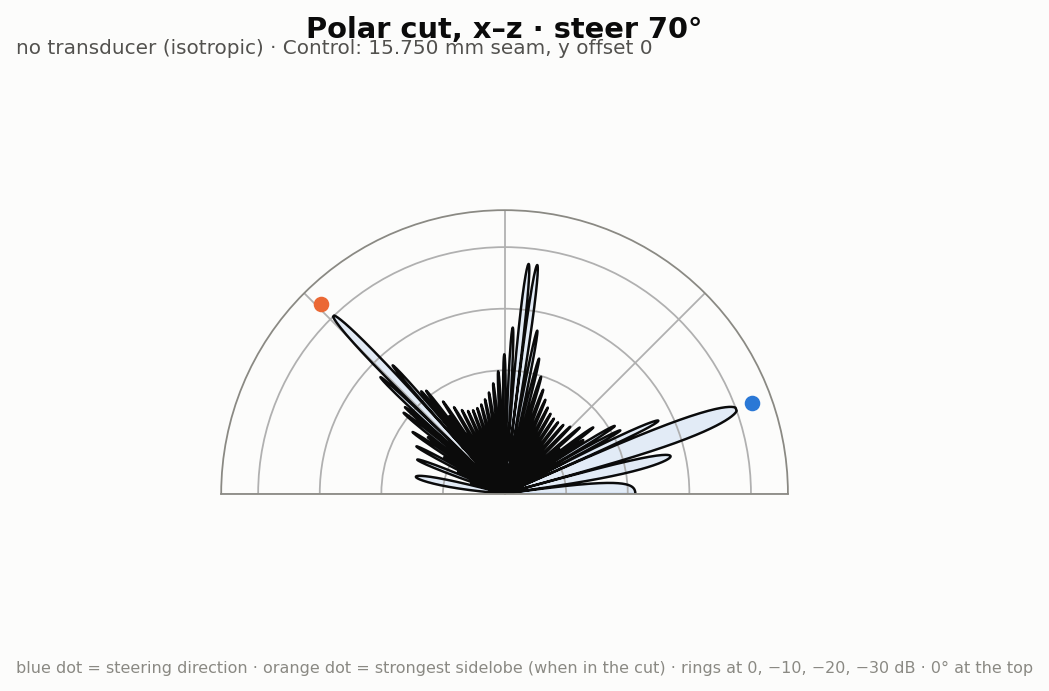 Polar cut, x–z · steer 70°
no transducer (isotropic) · Control: 15.750 mm seam, y offset 0
blue dot = steering direction · orange dot = strongest sidelobe (when in the cut) · rings at 0, −10, −20, −30 dB · 0° at the top